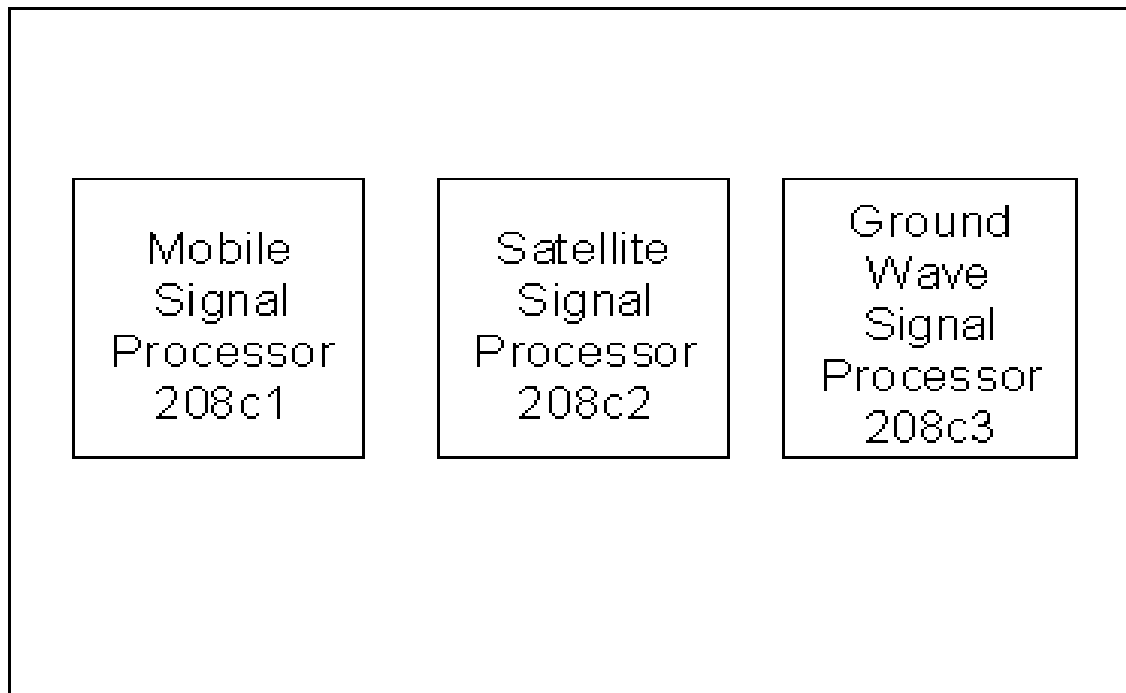 Mobile
Signal
Processor
208c1
Satellite
Signal
Processor
208c2
Ground
Wave
Signal
Processor
208c3